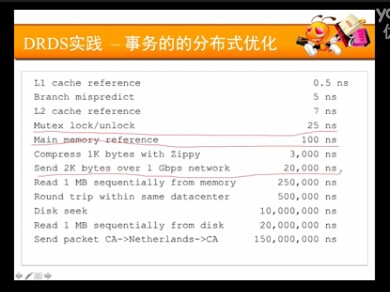 DRDS实践 – 事务的的分布式优化
L1 cache reference 0.5 ns
Branch mispredict 5 ns
L2 cache reference 7 ns
Mutex lock/unlock 25 ns
Main memory reference 100 ns
Compress 1K bytes with Zippy 3,000 ns
Send 2K bytes over 1 Gbps network 20,000 ns
Read 1 MB sequentially from memory 250,000 ns
Round trip within same datacenter 500,000 ns
Disk seek 10,000,000 ns
Read 1 MB sequentially from disk 20,000,000 ns
Send packet CA->Netherlands->CA 150,000,000 ns